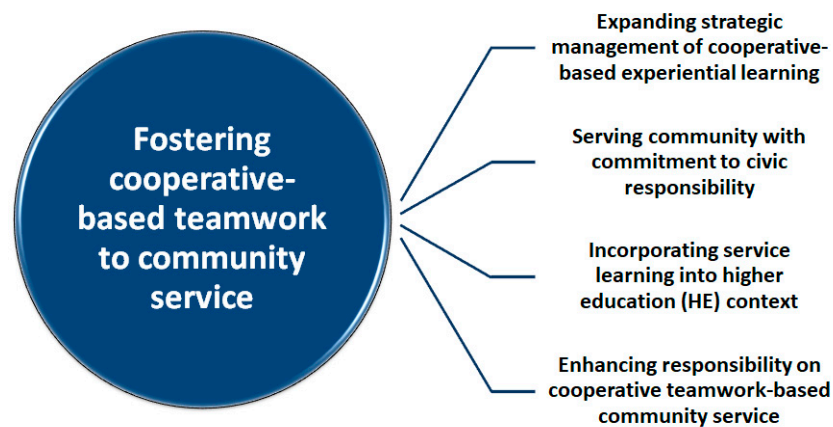 Fostering
cooperative-
based teamwork
to community
service
Expanding strategic
management of cooperative-
based experiential learning
Serving community with
commitment to civic
responsibility
Incorporating service
learning into higher
education (HE) context
Enhancing responsibility on
cooperative teamwork-based
community service